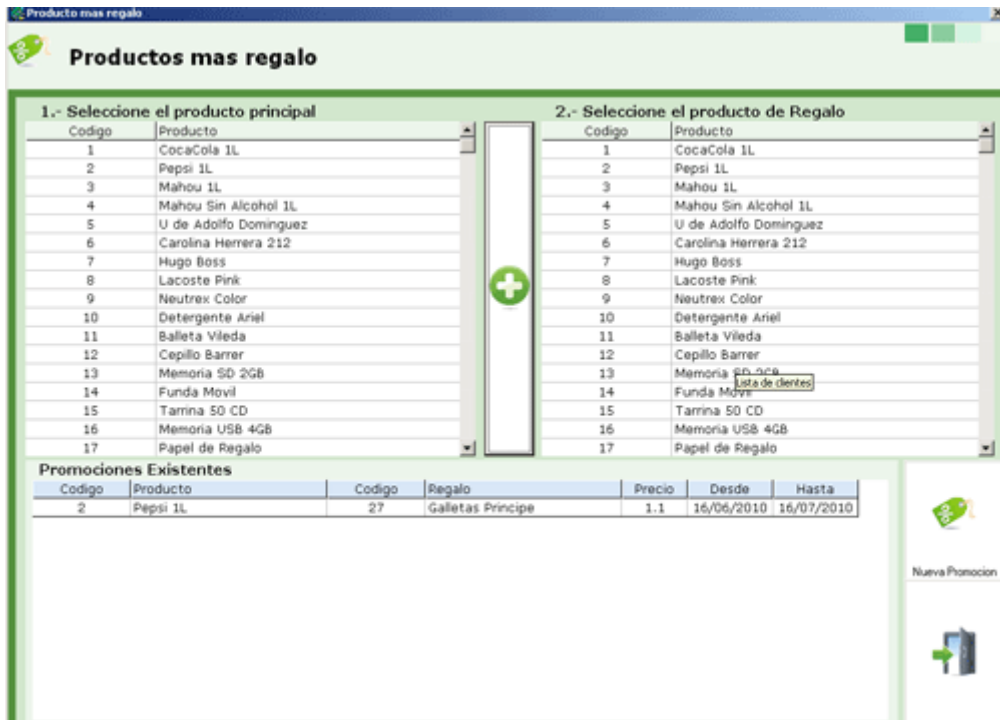 Producto mas regalo
Productos mas regalo
1.- Seleccione el producto principal
Codigo Producto
1 CocaCola 1L
2 Pepsi 1L
3 Mahou 1L
4 Mahou Sin Alcohol 1L
5 U de Adolfo Dominguez
6 Carolina Herrera 212
7 Hugo Boss
8 Lacoste Pink
9 Neutrex Color
10 Detergente Ariel
11 Balleta Vileda
12 Cepillo Barrer
13 Memoria SD 2GB
14 Funda Movil
15 Tarrina 50 CD
16 Memoria USB 4GB
17 Papel de Regalo
2.- Seleccione el producto de Regalo
Codigo Producto
1 CocaCola 1L
2 Pepsi 1L
3 Mahou 1L
4 Mahou Sin Alcohol 1L
5 U de Adolfo Dominguez
6 Carolina Herrera 212
7 Hugo Boss
8 Lacoste Pink
9 Neutrex Color
10 Detergente Ariel
11 Balleta Vileda
12 Cepillo Barrer
13 Memoria SD 2GB
Lista de clientes
14 Funda Movil
15 Tarrina 50 CD
16 Memoria USB 4GB
17 Papel de Regalo
Promociones Existentes
Codigo Producto Codigo Regalo Precio Desde Hasta
2 Pepsi 1L 27 Galletas Principe 1.1 16/06/2010 16/07/2010
Nueva Promocion